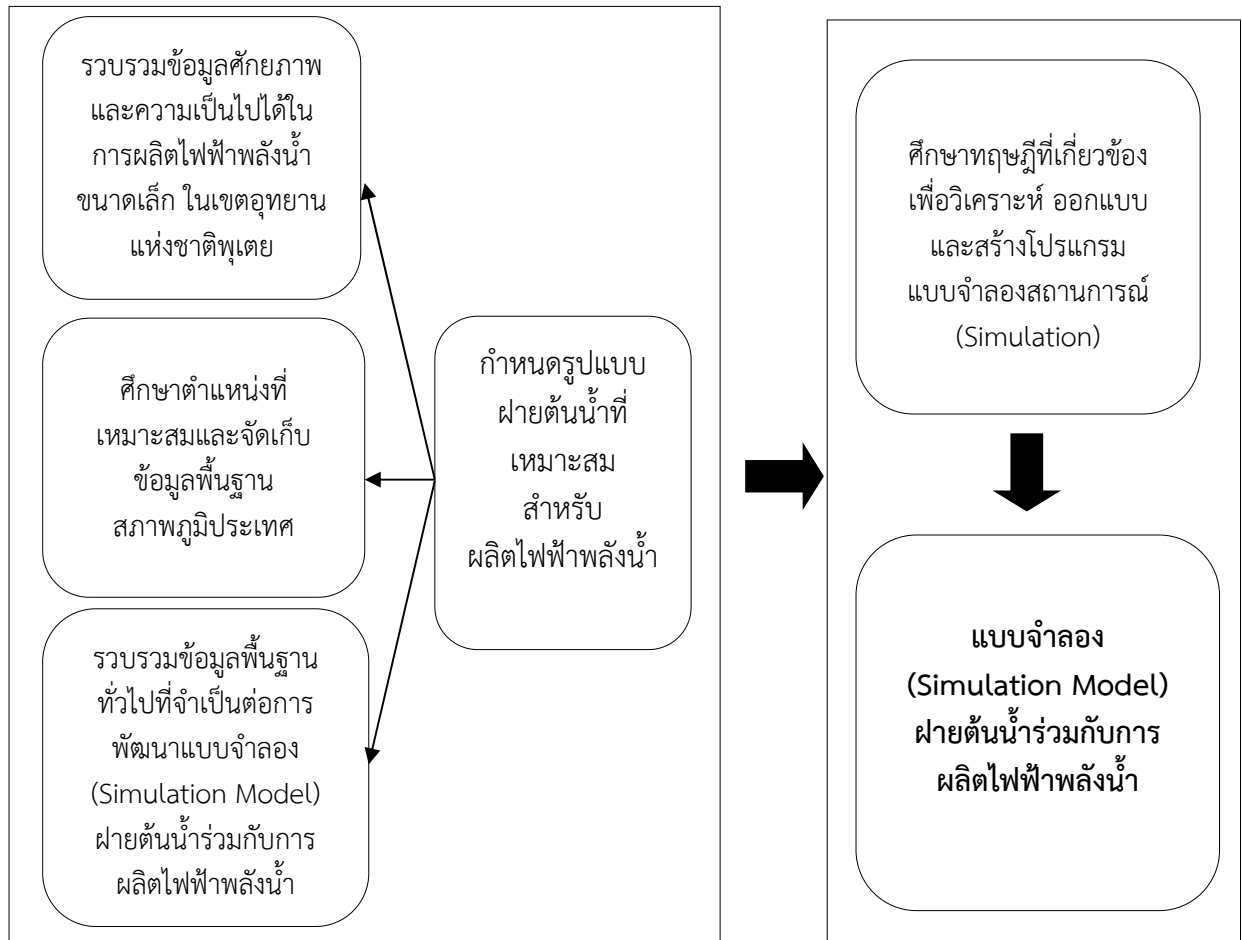 รวบรวมข้อมูลศักยภาพ
และความเป็นไปได้ใน
การผลิตไฟฟ้าพลังน้ำ
ขนาดเล็ก ในเขตอุทยาน
แห่งชาติพุเตย
ศึกษาตำแหน่งที่
เหมาะสมและจัดเก็บ
ข้อมูลพื้นฐาน
สภาพภูมิประเทศ
รวบรวมข้อมูลพื้นฐาน
ทั่วไปที่จำเป็นต่อการ
พัฒนาแบบจำลอง
(Simulation Model)
ฝายต้นน้ำร่วมกับการ
ผลิตไฟฟ้าพลังน้ำ
กำหนดรูปแบบ
ฝายต้นน้ำที่
เหมาะสม
สำหรับ
ผลิตไฟฟ้าพลังน้ำ
ศึกษาทฤษฎีที่เกี่ยวข้อง
เพื่อวิเคราะห์ ออกแบบ
และสร้างโปรแกรม
แบบจำลองสถานการณ์
(Simulation)
แบบจำลอง
(Simulation Model)
ฝายต้นน้ำร่วมกับการ
ผลิตไฟฟ้าพลังน้ำ